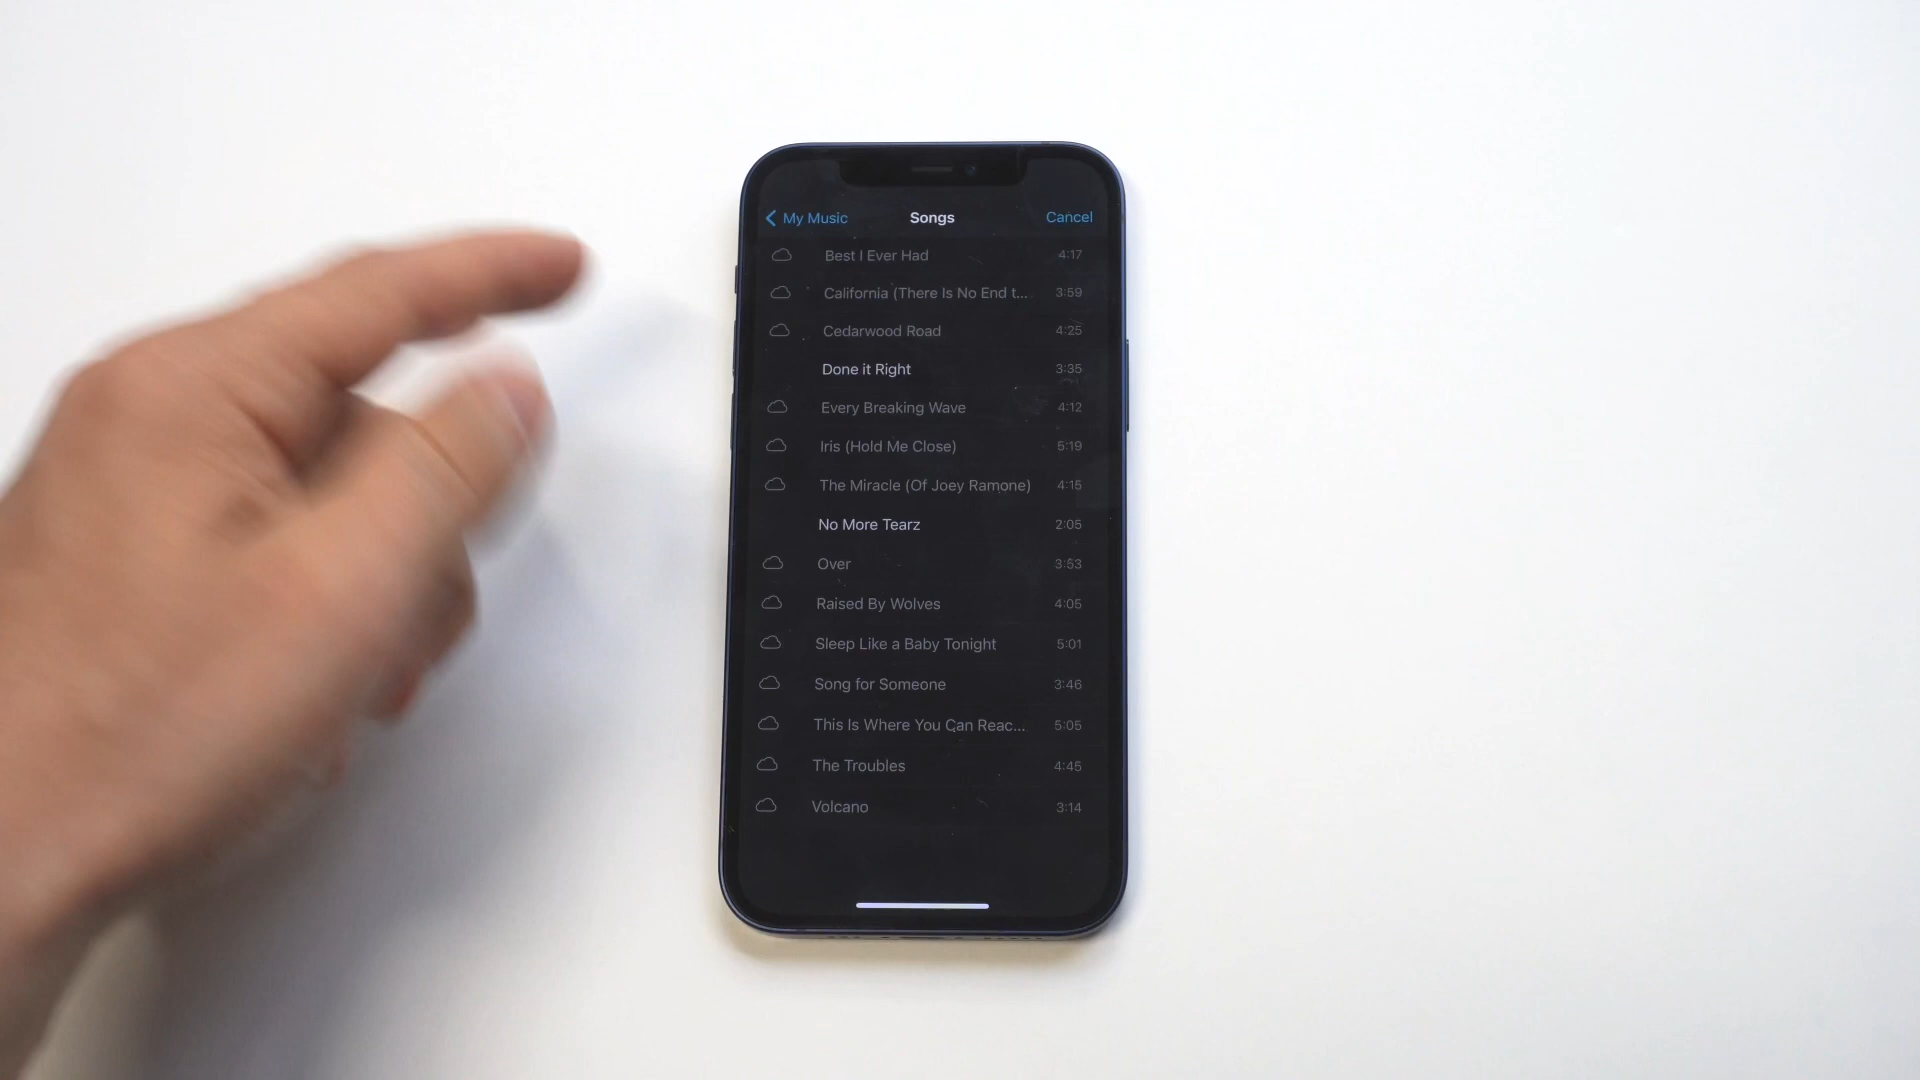 My Music Songs Cancel
Best I Ever Had 4:17
California (There Is No End t... 3:59
Cedarwood Road 4:25
Done it Right 3:35
Every Breaking Wave 4:12
Iris (Hold Me Close) 5:19
The Miracle (Of Joey Ramone) 4:15
No More Tearz 2:05
Over 3:53
Raised By Wolves 4:05
Sleep Like a Baby Tonight 5:01
Song for Someone 3:46
This Is Where You Can Reac... 5:05
The Troubles 4:45
Volcano 3:14